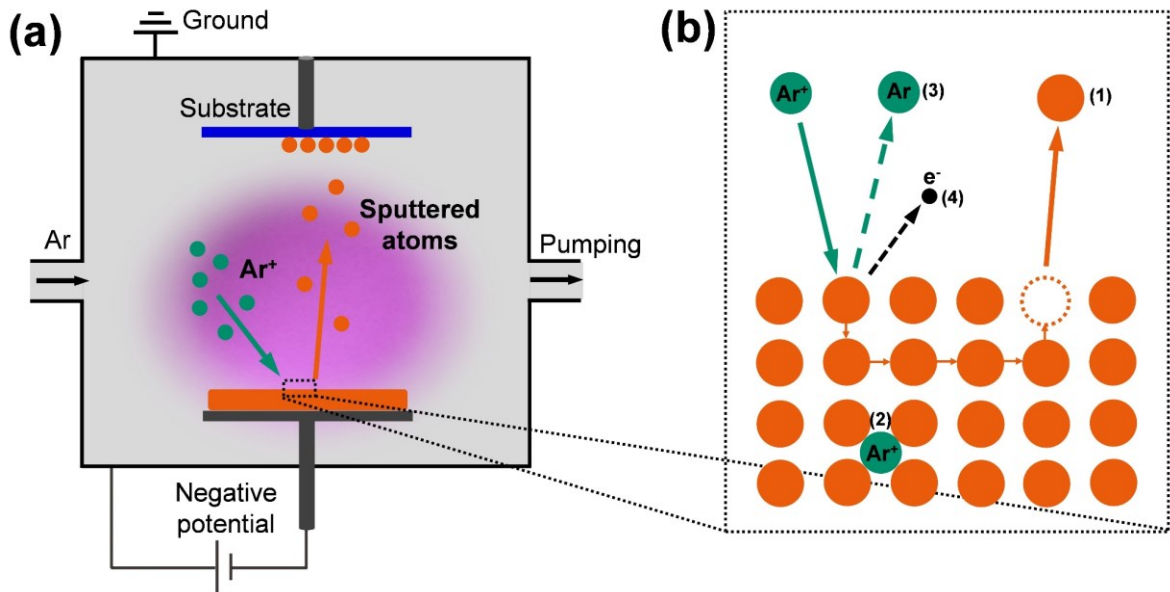 (a)
Ground
Substrate
Sputtered
atoms
Ar
Ar⁺
Pumping
Negative
potential
(b)
Ar⁺
Ar
(3)
(1)
e⁻
(4)
(2)
Ar⁺